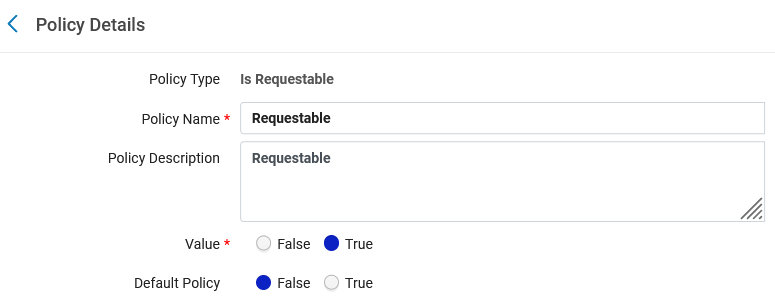 Policy Details
Policy Type Is Requestable
Policy Name * Requestable
Policy Description Requestable
Value * False True
Default Policy False True